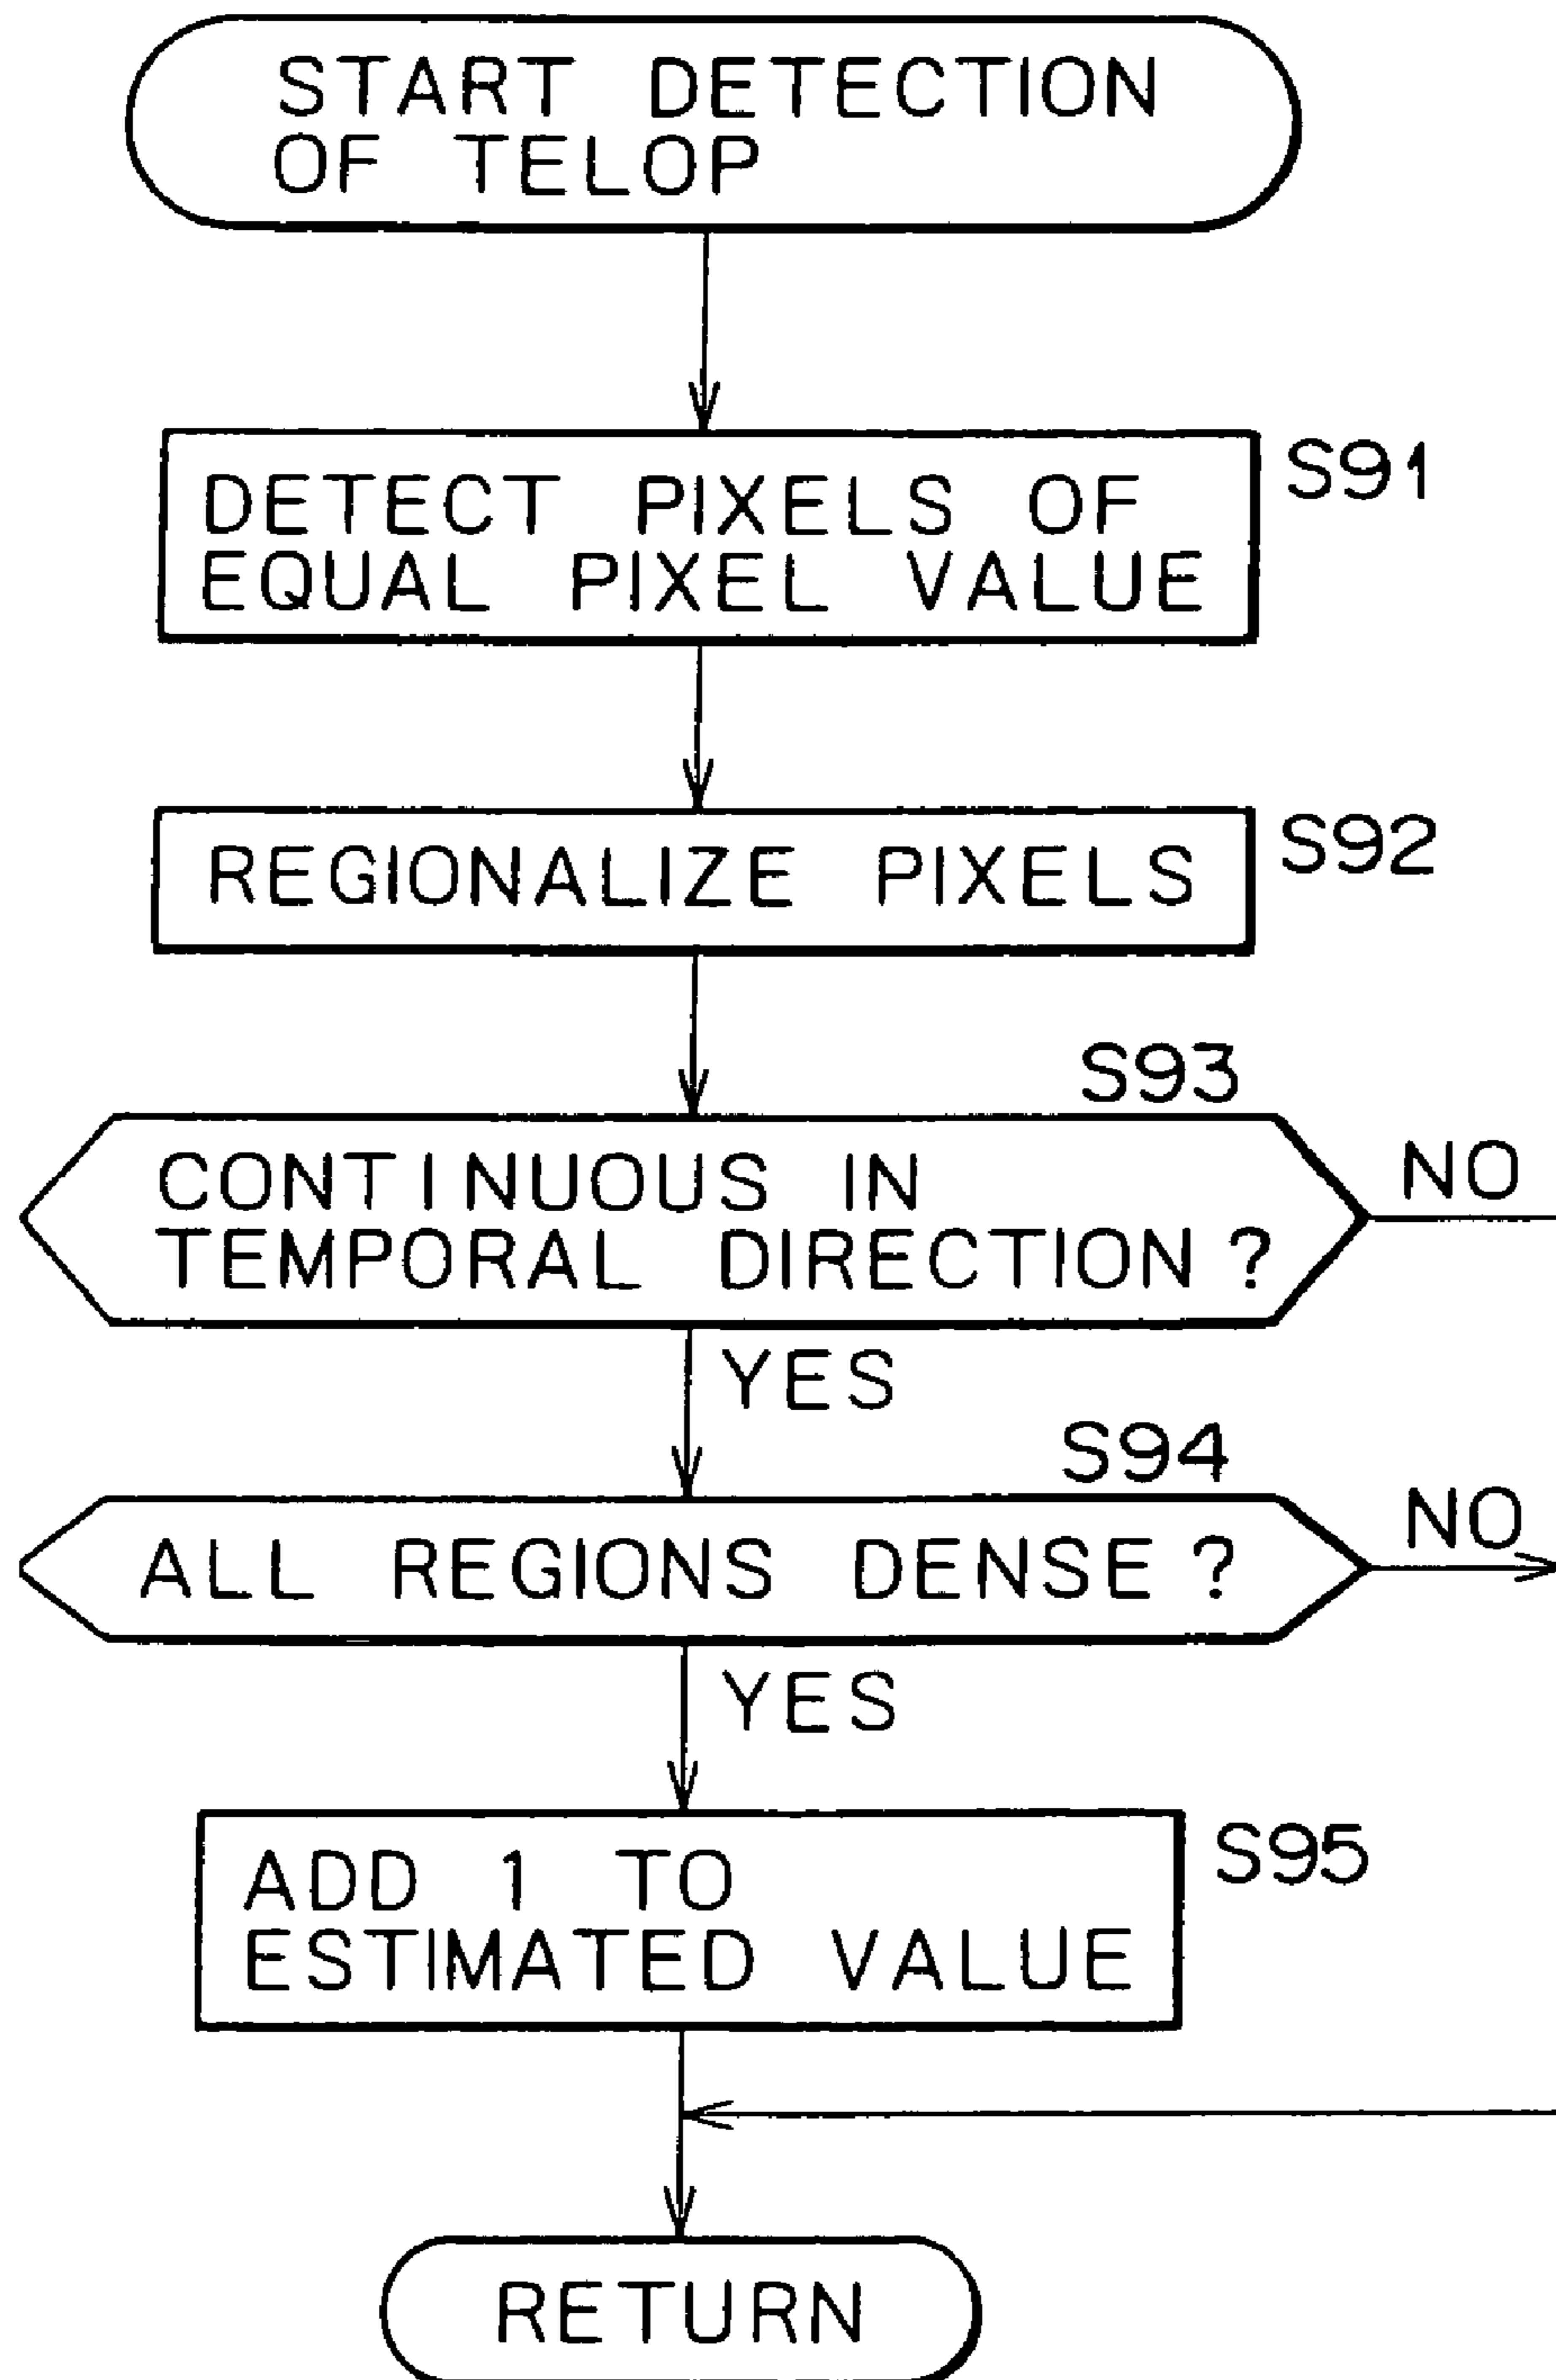 START DETECTION
OF TELOP
DETECT PIXELS OF
EQUAL PIXEL VALUE
S91
REGIONALIZE PIXELS
S92
S93
CONTINUOUS IN
TEMPORAL DIRECTION ?
NO
YES
S94
ALL REGIONS DENSE ?
NO
YES
ADD 1 TO
ESTIMATED VALUE
S95
RETURN